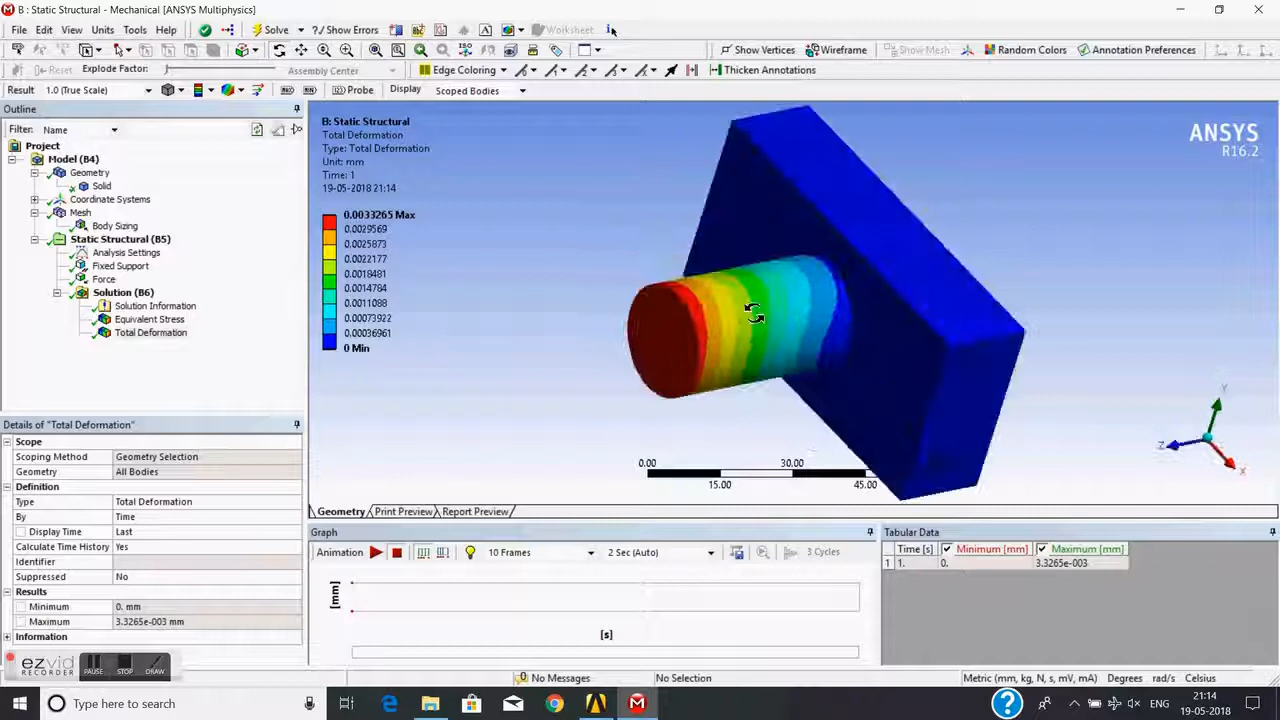 B : Static Structural - Mechanical [ANSYS Multiphysics]
File Edit View Units Tools Help Solve ?/ Show Errors Worksheet
Show Vertices Wireframe Show Mesh Random Colors Annotation Preferences
Reset Explode Factor: Assembly Center Edge Coloring Thicken Annotations
Result 1.0 (True Scale) Probe Display Scoped Bodies
Outline
Filter: Name
Project
Model (B4)
Geometry
Solid
Coordinate Systems
Mesh
Body Sizing
Static Structural (B5)
Analysis Settings
Fixed Support
Force
Solution (B6)
Solution Information
Equivalent Stress
Total Deformation
Details of "Total Deformation"
Scope
Scoping Method Geometry Selection
Geometry All Bodies
Definition
Type Total Deformation
By Time
Display Time Last
Calculate Time History Yes
Identifier
Suppressed No
Results
Minimum 0. mm
Maximum 3.3265e-003 mm
Information
B: Static Structural
Total Deformation
Type: Total Deformation
Unit: mm
Time: 1
19-05-2018 21:14
0.0033265 Max
0.0029569
0.0025873
0.0022177
0.0018481
0.0014784
0.0011088
0.00073922
0.00036961
0 Min
ANSYS
R16.2
Y
Z
X
0.00 30.00
15.00 45.00
Geometry Print Preview Report Preview
Graph
Animation 10 Frames 2 Sec (Auto) 3 Cycles
[mm]
[s]
Tabular Data
Time [s] Minimum [mm] Maximum [mm]
1 1. 0. 3.3265e-003
ezvid
RECORDER
PAUSE STOP DRAW
0 No Messages No Selection Metric (mm, kg, N, s, mV, mA) Degrees rad/s Celsius
Type here to search
ENG
21:14
19-05-2018